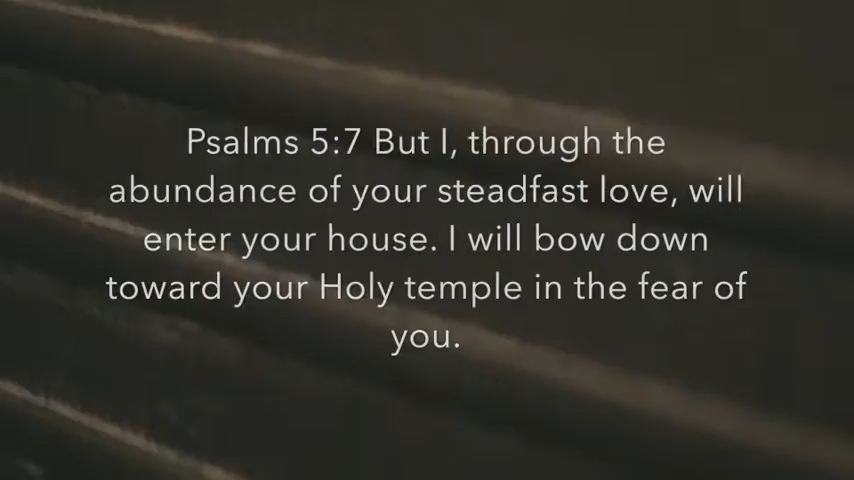 Psalms 5:7 But I, through the
abundance of your steadfast love, will
enter your house. I will bow down
toward your Holy temple in the fear of
you.